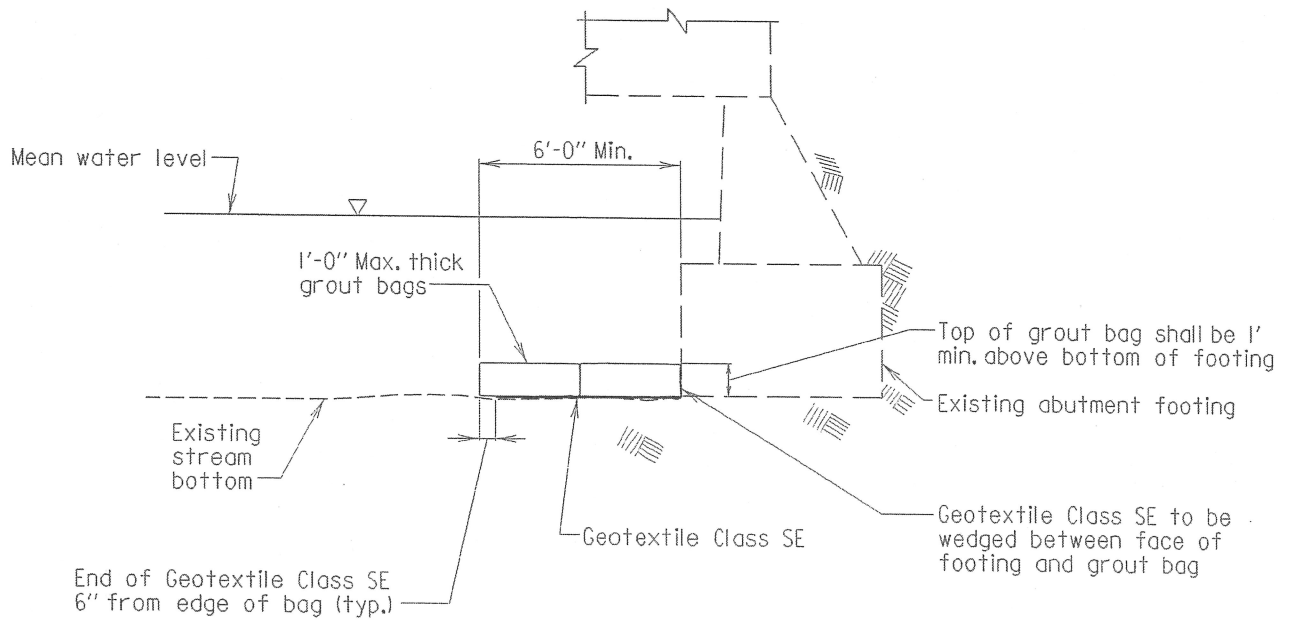 Mean water level
6'-0" Min.
1'-0" Max. thick
grout bags
Top of grout bag shall be 1'
min. above bottom of footing
Existing abutment footing
Existing
stream
bottom
Geotextile Class SE
Geotextile Class SE to be
wedged between face of
footing and grout bag
End of Geotextile Class SE
6" from edge of bag (typ.)